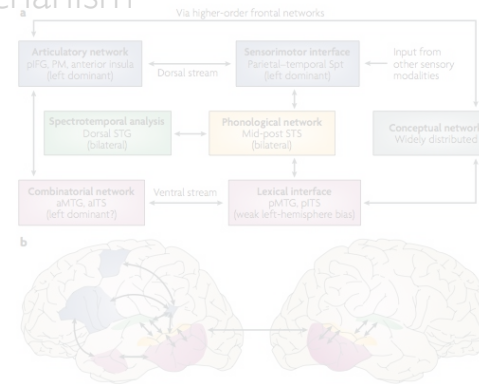 chanism
a
Via higher-order frontal networks
Articulatory network
pIFG, PM, anterior insula
(left dominant)
Dorsal stream
Sensorimotor interface
Parietal–temporal Spt
(left dominant)
Input from
other sensory
modalities
Spectrotemporal analysis
Dorsal STG
(bilateral)
Phonological network
Mid-post STS
(bilateral)
Conceptual network
Widely distributed
Combinatorial network
aMTG, aITS
(left dominant?)
Ventral stream
Lexical interface
pMTG, pITS
(weak left-hemisphere bias)
b